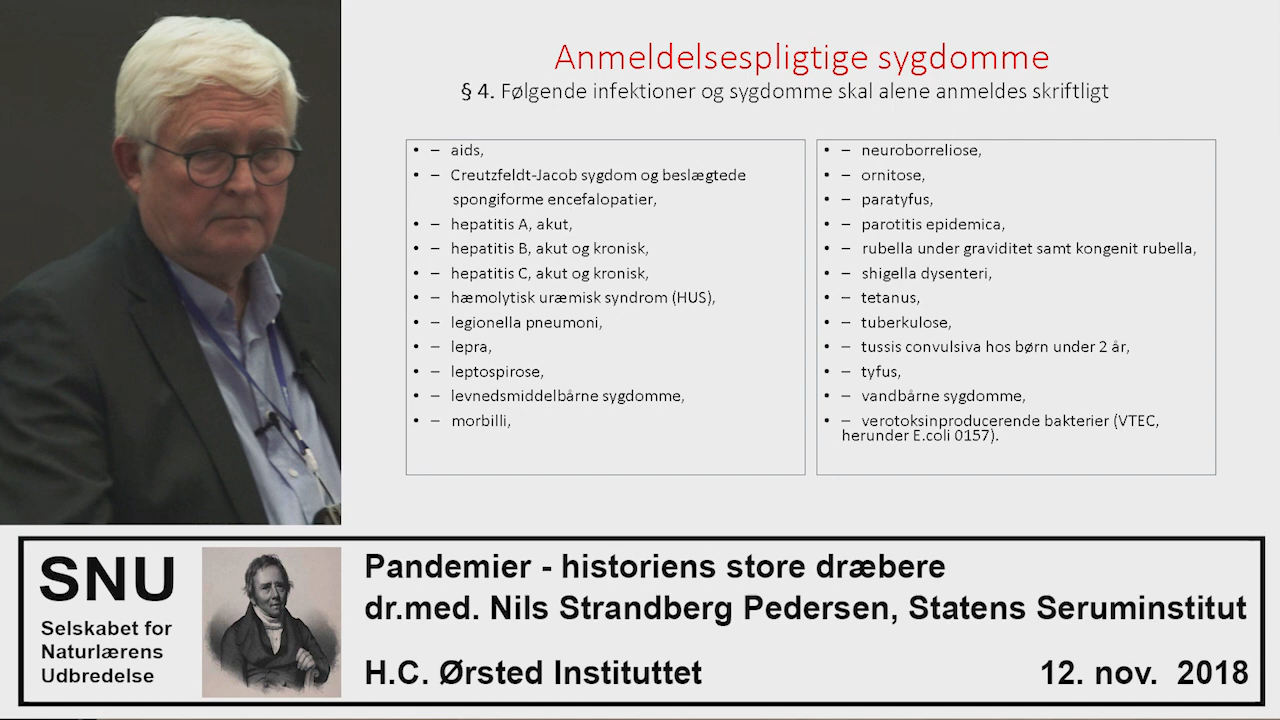 Anmeldelsespligtige sygdomme
§ 4. Følgende infektioner og sygdomme skal alene anmeldes skriftligt
• – aids,
• – Creutzfeldt-Jacob sygdom og beslægtede
spongiforme encefalopatier,
• – hepatitis A, akut,
• – hepatitis B, akut og kronisk,
• – hepatitis C, akut og kronisk,
• – hæmolytisk uræmisk syndrom (HUS),
• – legionella pneumoni,
• – lepra,
• – leptospirose,
• – levnedsmiddelbårne sygdomme,
• – morbilli,
• – neuroborreliose,
• – ornitose,
• – paratyfus,
• – parotitis epidemica,
• – rubella under graviditet samt kongenit rubella,
• – shigella dysenteri,
• – tetanus,
• – tuberkulose,
• – tussis convulsiva hos børn under 2 år,
• – tyfus,
• – vandbårne sygdomme,
• – verotoksinproducerende bakterier (VTEC,
herunder E.coli 0157).
SNU
Selskabet for
Naturlærens
Udbredelse
Pandemier - historiens store dræbere
dr.med. Nils Strandberg Pedersen, Statens Seruminstitut
H.C. Ørsted Instituttet
12. nov. 2018